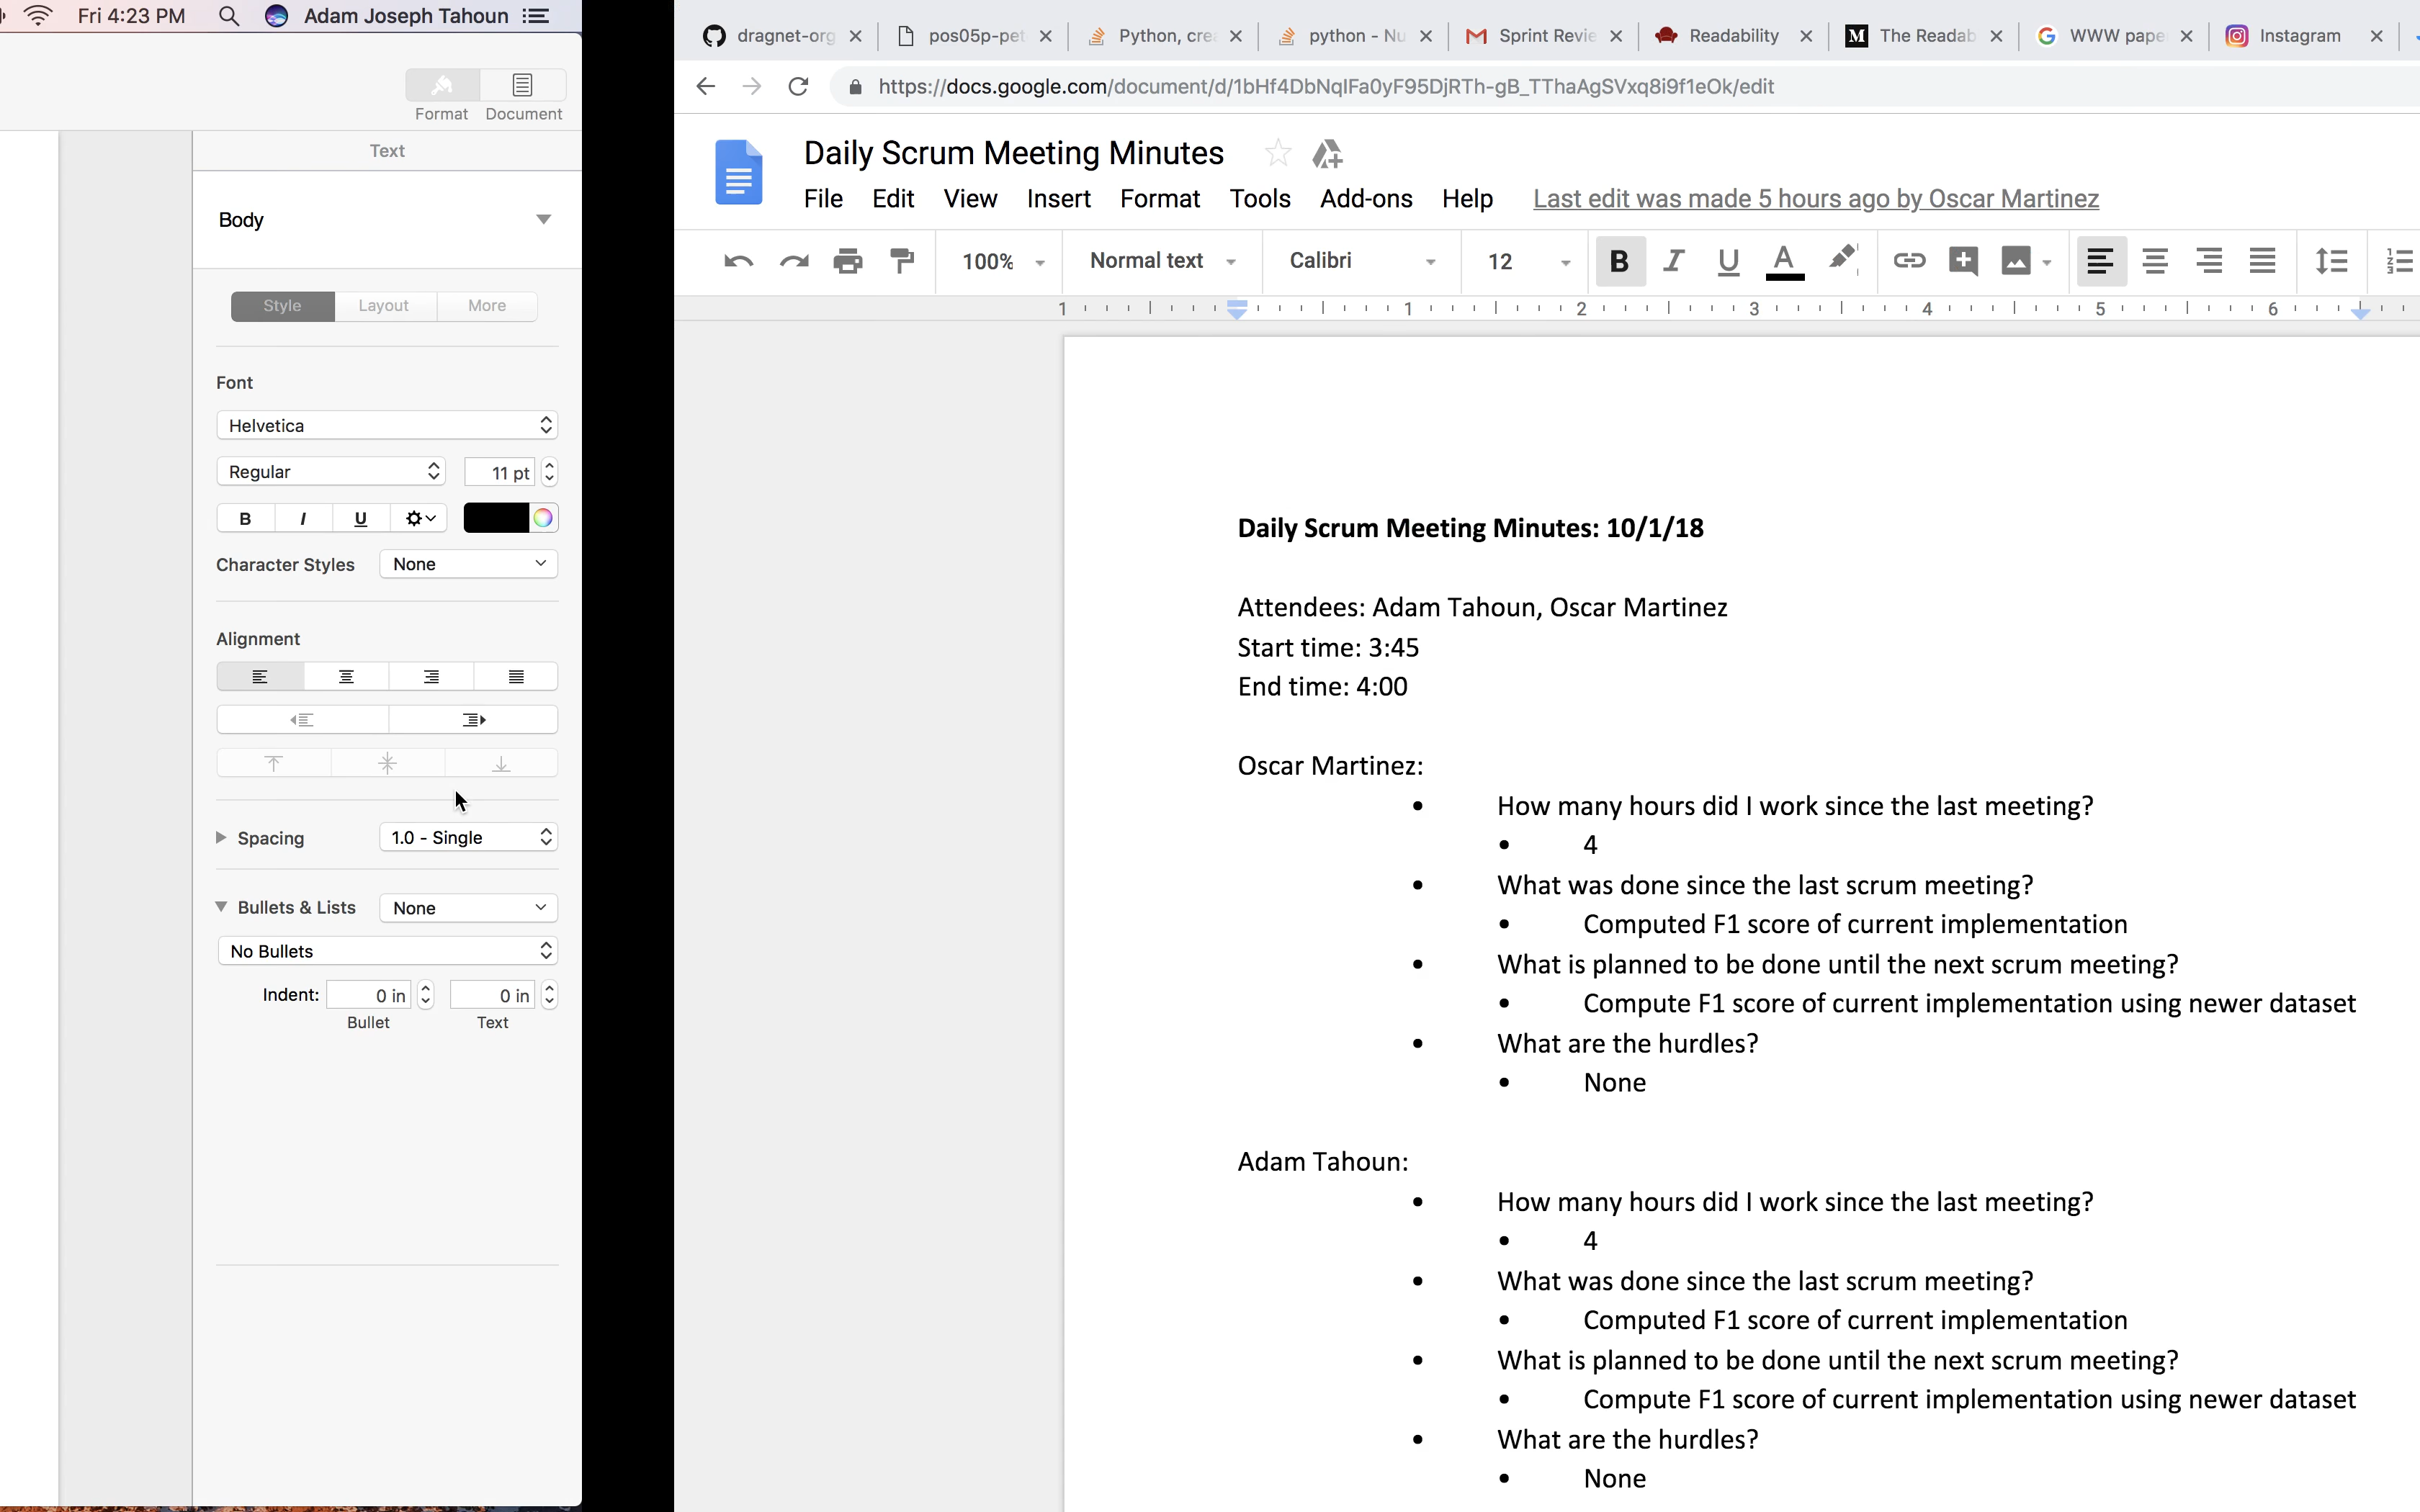 Fri 4:23 PM Adam Joseph Tahoun
Format Document
Text
Body
Style Layout More
Font
Helvetica
Regular 11 pt
B I U
Character Styles None
Alignment
Spacing 1.0 - Single
Bullets & Lists None
No Bullets
Indent: 0 in 0 in
Bullet Text
dragnet-org pos05p-pet Python, cre python - Nu Sprint Revie Readability M The Readab WWW pape Instagram
https://docs.google.com/document/d/1bHf4DbNqIFa0yF95DjRTh-gB_TThaAgSVxq8i9f1eOk/edit
Daily Scrum Meeting Minutes
File Edit View Insert Format Tools Add-ons Help Last edit was made 5 hours ago by Oscar Martinez
100% Normal text Calibri 12 B I U A
1 1 2 3 4 5 6
Daily Scrum Meeting Minutes: 10/1/18
Attendees: Adam Tahoun, Oscar Martinez
Start time: 3:45
End time: 4:00
Oscar Martinez:
• How many hours did I work since the last meeting?
• 4
• What was done since the last scrum meeting?
• Computed F1 score of current implementation
• What is planned to be done until the next scrum meeting?
• Compute F1 score of current implementation using newer dataset
• What are the hurdles?
• None
Adam Tahoun:
• How many hours did I work since the last meeting?
• 4
• What was done since the last scrum meeting?
• Computed F1 score of current implementation
• What is planned to be done until the next scrum meeting?
• Compute F1 score of current implementation using newer dataset
• What are the hurdles?
• None